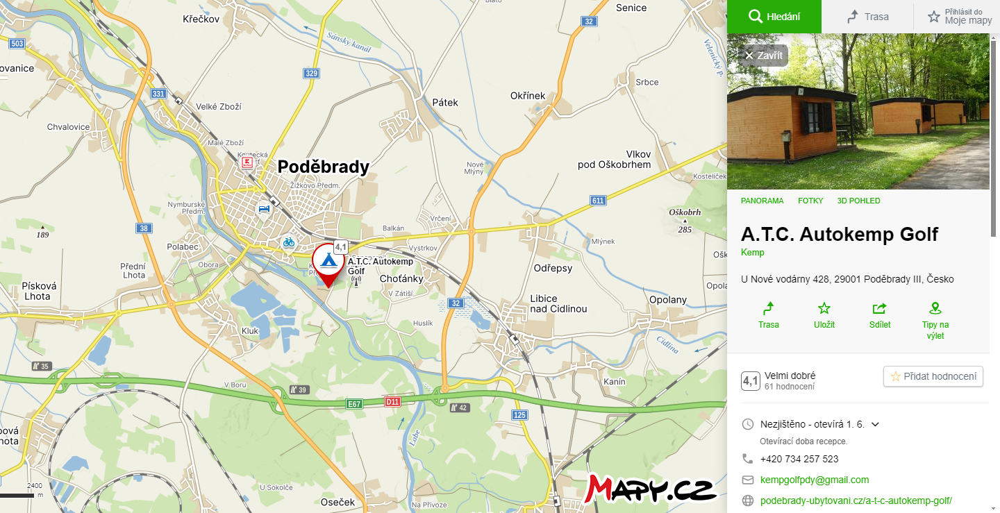 Blato
Senice
Křečkov
32
Sánský kanál
503
Velenický p.
ovanice
329
Srbce
331
Okřínek
Pátek
Velké Zboží
Chvalovice
Malé Zboží
Vlkov
pod Oškobrhem
Koutecká
Poděbrady
Nové
Mlýny
Kostelíček
Žižkovo Předm.
611
Nymburské
Předm.
Oškobrh
285
Vrčení
38
189
Balkán
Mlýnek
Polabec
Vystrkov
4,1
A.T.C. Autokemp
Golf
Obora
Přední
Lhota
Odřepsy
Choťánky
Písková
Lhota
Opola
V Zátiší
Libice
nad Cidlinou
Opolany
32
Huslík
Kluk
Cidlina
35
V Boru
39
Kanín
E67
D11
42
125
Labe
U Sokolče
2400
m
Oseček
Na Přívoze
Mapy.cz
Hledání
Trasa
Přihlásit do
Moje mapy
Zavřít
PANORAMA FOTKY 3D POHLED
A.T.C. Autokemp Golf
Kemp
U Nové vodárny 428, 29001 Poděbrady III, Česko
Trasa Uložit Sdílet Tipy na
výlet
4,1 Velmi dobré
61 hodnocení
Přidat hodnocení
Nezjištěno - otevírá 1. 6.
Otevírací doba recepce.
+420 734 257 523
kempgolfpdy@gmail.com
podebrady-ubytovani.cz/a-t-c-autokemp-golf/